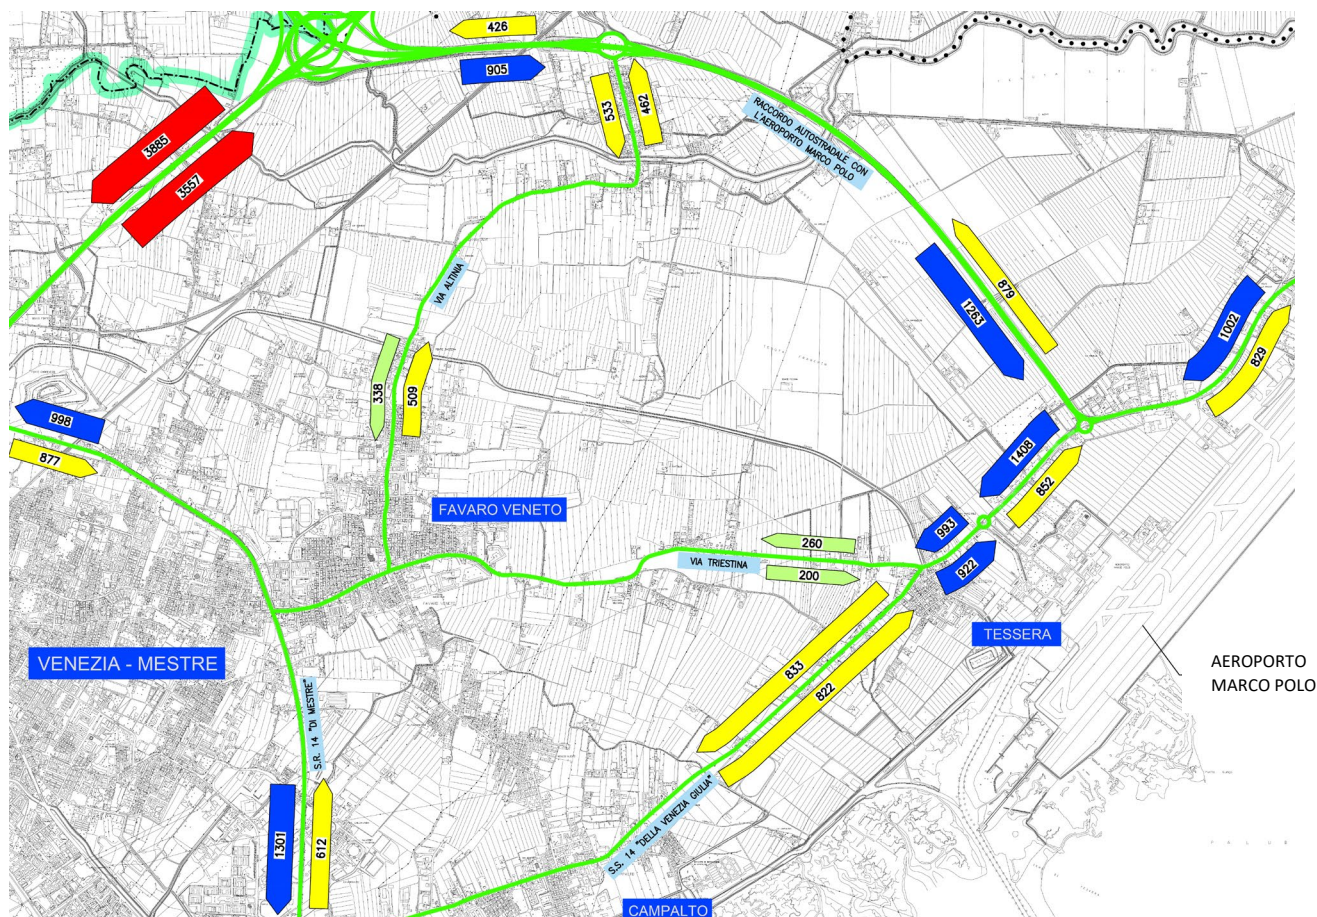 426
905
533
462
RACCORDO AUTOSTRADALE CON
L'AEROPORTO MARCO POLO
3885
3557
VIA ALTINIA
879
1263
1002
829
338
509
998
877
1408
852
FAVARO VENETO
993
922
260
VIA TRIESTINA
200
TESSERA
VENEZIA - MESTRE
833
822
AEROPORTO
MARCO POLO
S.R. 14 "DI MESTRE"
S.S. 14 "DELLA VENEZIA GIULIA"
1301
612
CAMPALTO